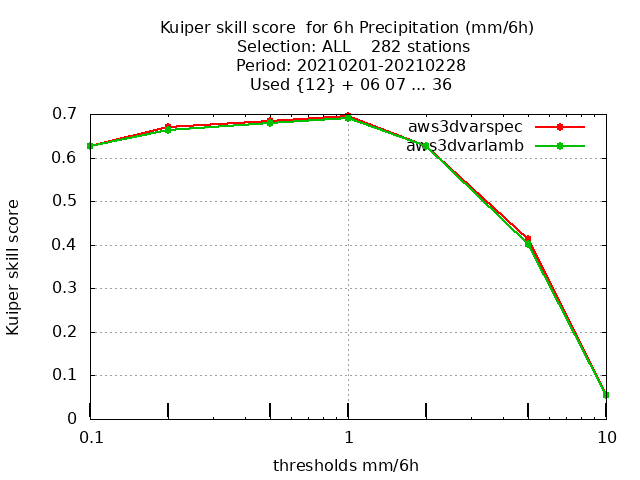 Kuiper skill score  for 6h Precipitation (mm/6h)
Selection: ALL    282 stations
Period: 20210201-20210228
Used {12} + 06 07 ... 36
aws3dvarspec
aws3dvarlamb
Kuiper skill score
0.7
0.6
0.5
0.4
0.3
0.2
0.1
0
0.1 1 10
thresholds mm/6h